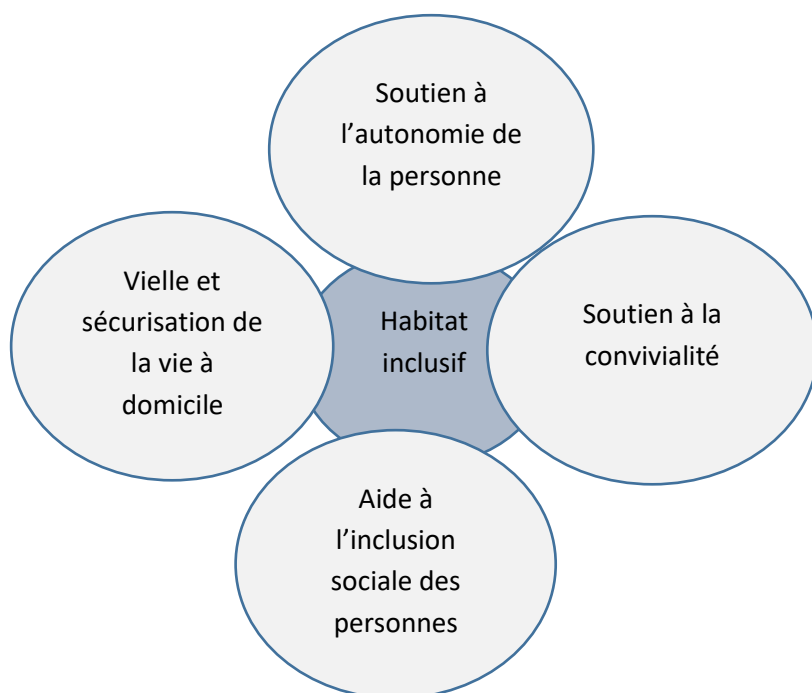 Soutien à
l’autonomie de
la personne
Vielle et
sécurisation de
la vie à
domicile
Habitat
inclusif
Soutien à la
convivialité
Aide à
l’inclusion
sociale des
personnes